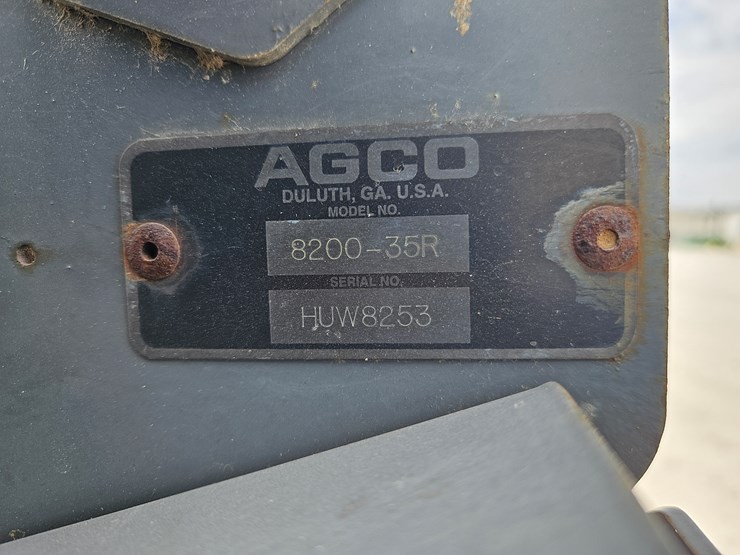 AGCO
DULUTH, GA. U.S.A.
MODEL NO.
8200-35R
SERIAL NO.
HUW8253